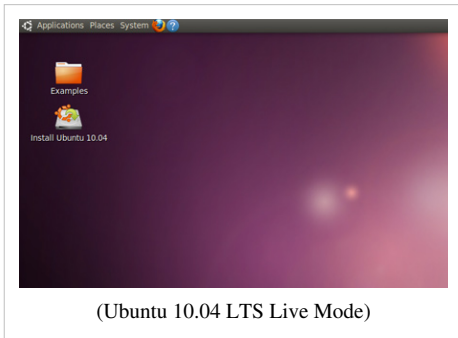 Applications Places System
Examples
Install Ubuntu 10.04
(Ubuntu 10.04 LTS Live Mode)